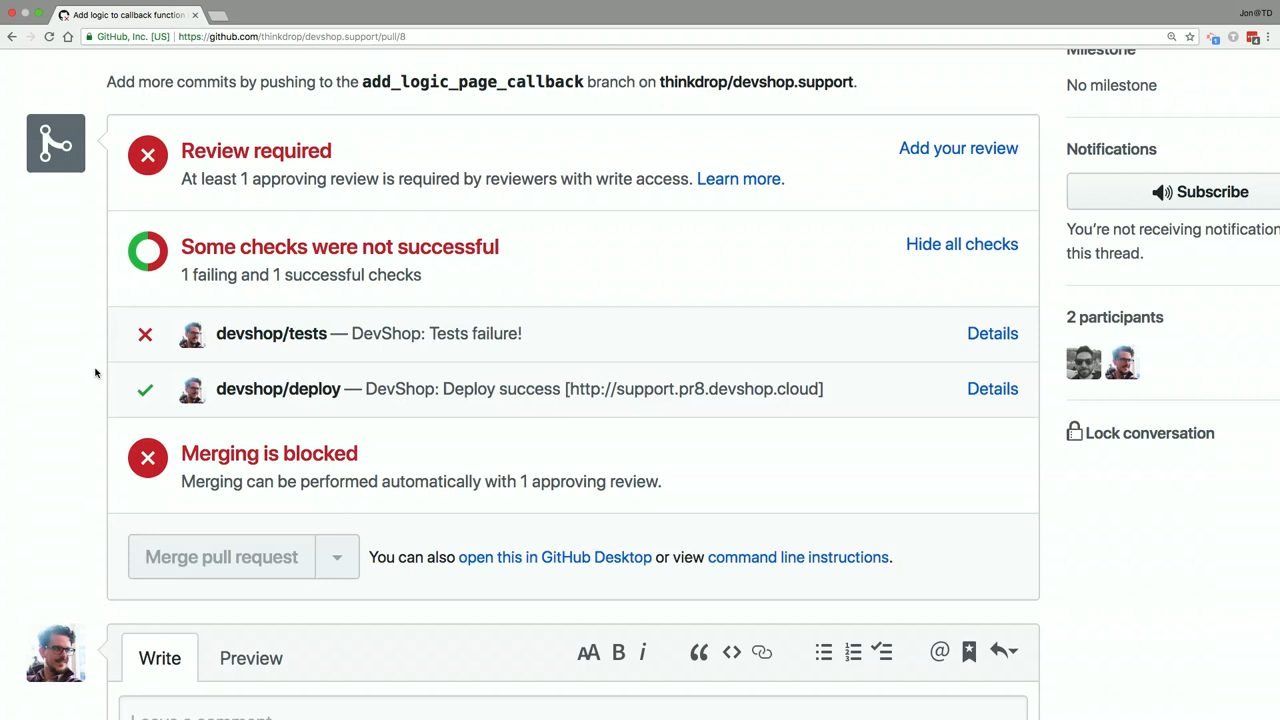 Add logic to callback function
Jon@TD
GitHub, Inc. [US] | https://github.com/thinkdrop/devshop.support/pull/8
Milestone
Add more commits by pushing to the add_logic_page_callback branch on thinkdrop/devshop.support.
No milestone
Review required
Add your review
At least 1 approving review is required by reviewers with write access. Learn more.
Notifications
Subscribe
You're not receiving notification
this thread.
Some checks were not successful
Hide all checks
1 failing and 1 successful checks
2 participants
devshop/tests — DevShop: Tests failure!
Details
devshop/deploy — DevShop: Deploy success [http://support.pr8.devshop.cloud]
Details
Lock conversation
Merging is blocked
Merging can be performed automatically with 1 approving review.
Merge pull request
You can also open this in GitHub Desktop or view command line instructions.
Write
Preview
AA B i
Leave a comment